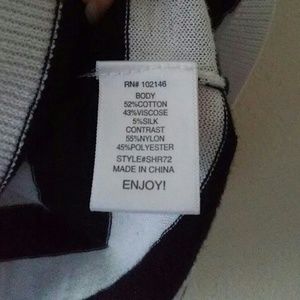 RN# 102146
BODY
52%COTTON
43%VISCOSE
5%SILK
CONTRAST
55%NYLON
45%POLYESTER
STYLE#SHR72
MADE IN CHINA
ENJOY!